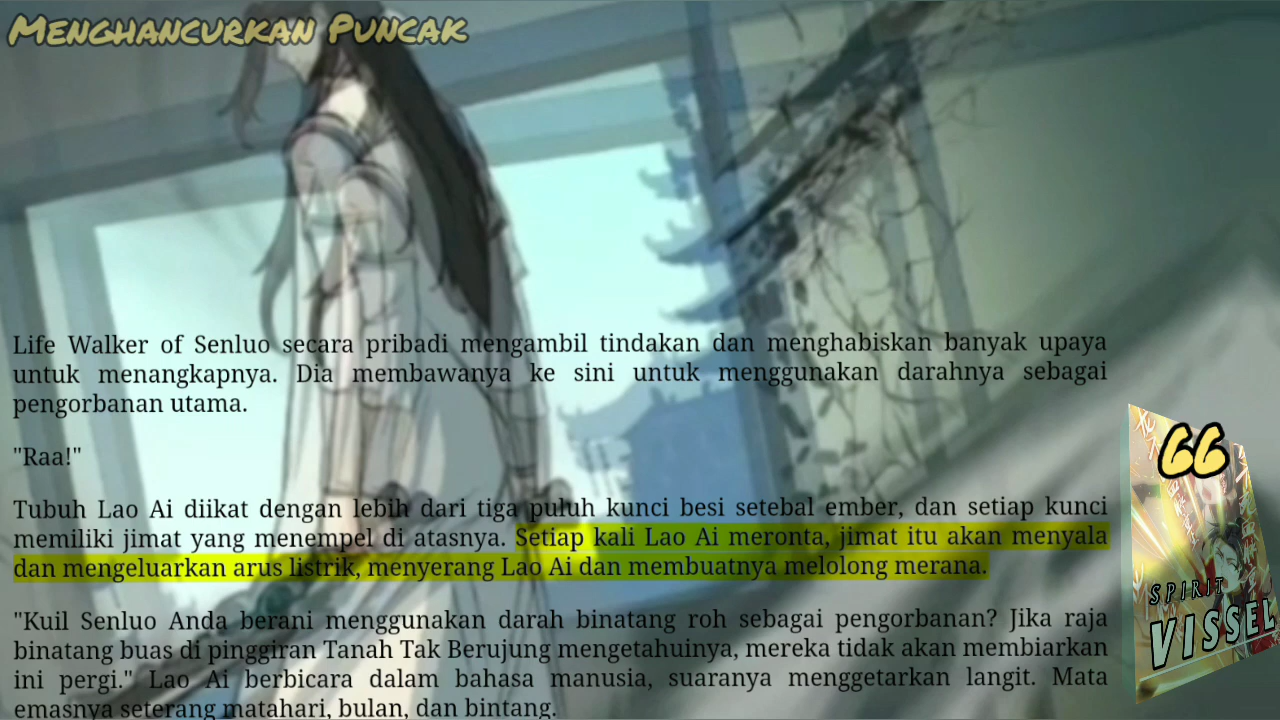 Menghancurkan Puncak
Life Walker of Senluo secara pribadi mengambil tindakan dan menghabiskan banyak upaya
untuk menangkapnya. Dia membawanya ke sini untuk menggunakan darahnya sebagai
pengorbanan utama.
"Raa!"
Tubuh Lao Ai diikat dengan lebih dari tiga puluh kunci besi setebal ember, dan setiap kunci
memiliki jimat yang menempel di atasnya. Setiap kali Lao Ai meronta, jimat itu akan menyala
dan mengeluarkan arus listrik, menyerang Lao Ai dan membuatnya melolong merana.
"Kuil Senluo Anda berani menggunakan darah binatang roh sebagai pengorbanan? Jika raja
binatang buas di pinggiran Tanah Tak Berujung mengetahuinya, mereka tidak akan membiarkan
ini pergi." Lao Ai berbicara dalam bahasa manusia, suaranya menggetarkan langit. Mata
emasnya seterang matahari, bulan, dan bintang.
66
SPIRIT
VISSEL